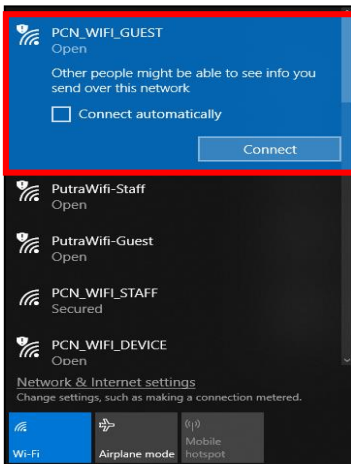 PCN_WIFI_GUEST
Open
Other people might be able to see info you
send over this network
Connect automatically
Connect
PutraWifi-Staff
Open
PutraWifi-Guest
Open
PCN_WIFI_STAFF
Secured
PCN_WIFI_DEVICE
Open
Network & Internet settings
Change settings, such as making a connection metered.
Wi-Fi
Airplane mode
Mobile
hotspot